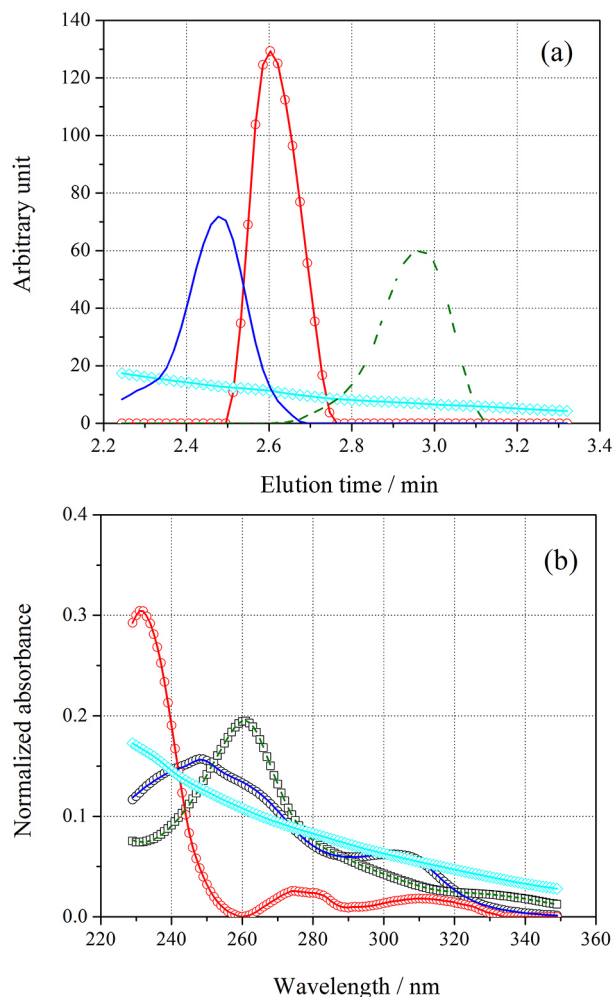 (a)
Arbitrary unit
140
120
100
80
60
40
20
0
2.2 2.4 2.6 2.8 3.0 3.2 3.4
Elution time / min
(b)
Normalized absorbance
0.4
0.3
0.2
0.1
0.0
220 240 260 280 300 320 340 360
Wavelength / nm